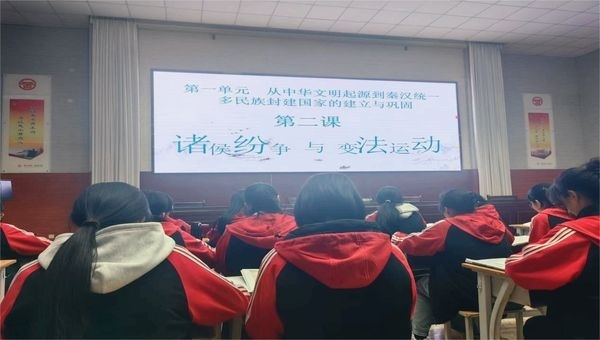 第一单元 从中华文明起源到秦汉统一
多民族封建国家的建立与巩固
第二课
诸侯纷争 与 变法运动